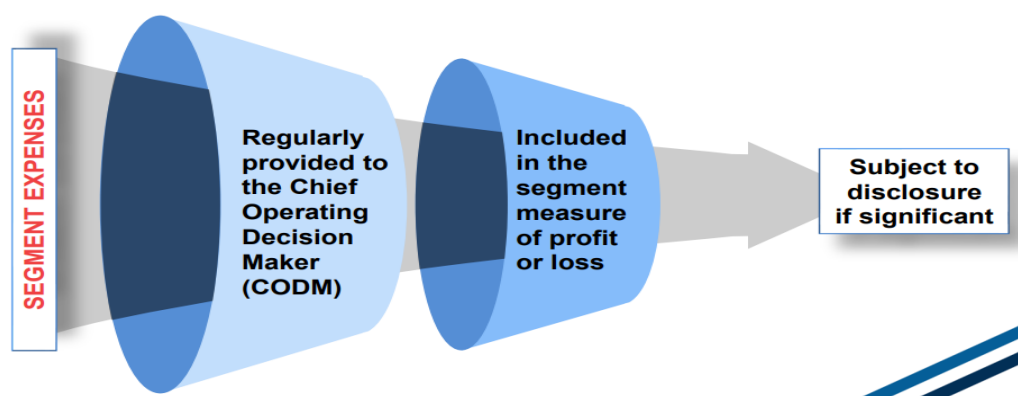 SEGMENT EXPENSES
Regularly
provided to
the Chief
Operating
Decision
Maker
(CODM)
Included
in the
segment
measure
of profit
or loss
Subject to
disclosure
if significant